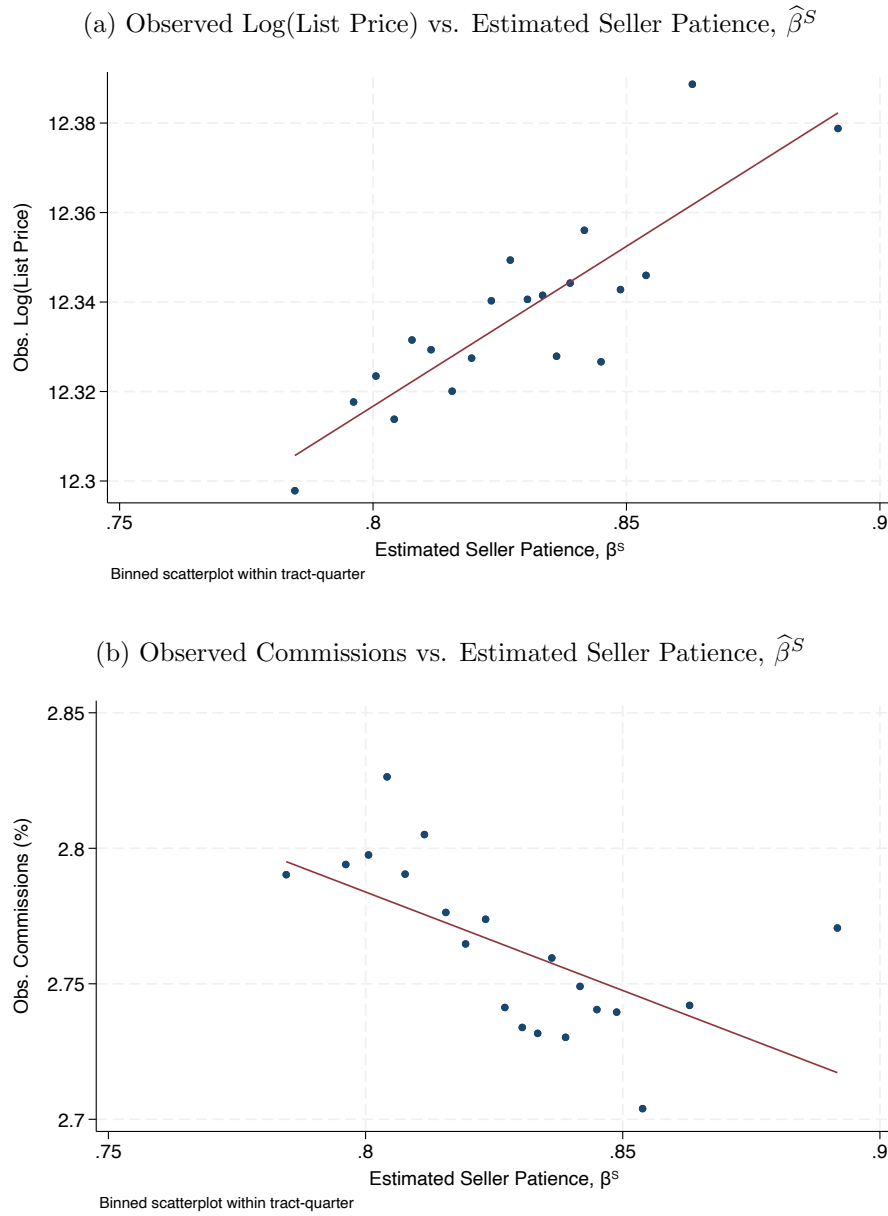 (a) Observed Log(List Price) vs. Estimated Seller Patience, β̂^S
12.38
12.36
12.34
12.32
12.3
Obs. Log(List Price)
.75
.8
.85
.9
Estimated Seller Patience, βˢ
Binned scatterplot within tract-quarter
(b) Observed Commissions vs. Estimated Seller Patience, β̂^S
2.85
2.8
2.75
2.7
Obs. Commissions (%)
.75
.8
.85
.9
Estimated Seller Patience, βˢ
Binned scatterplot within tract-quarter